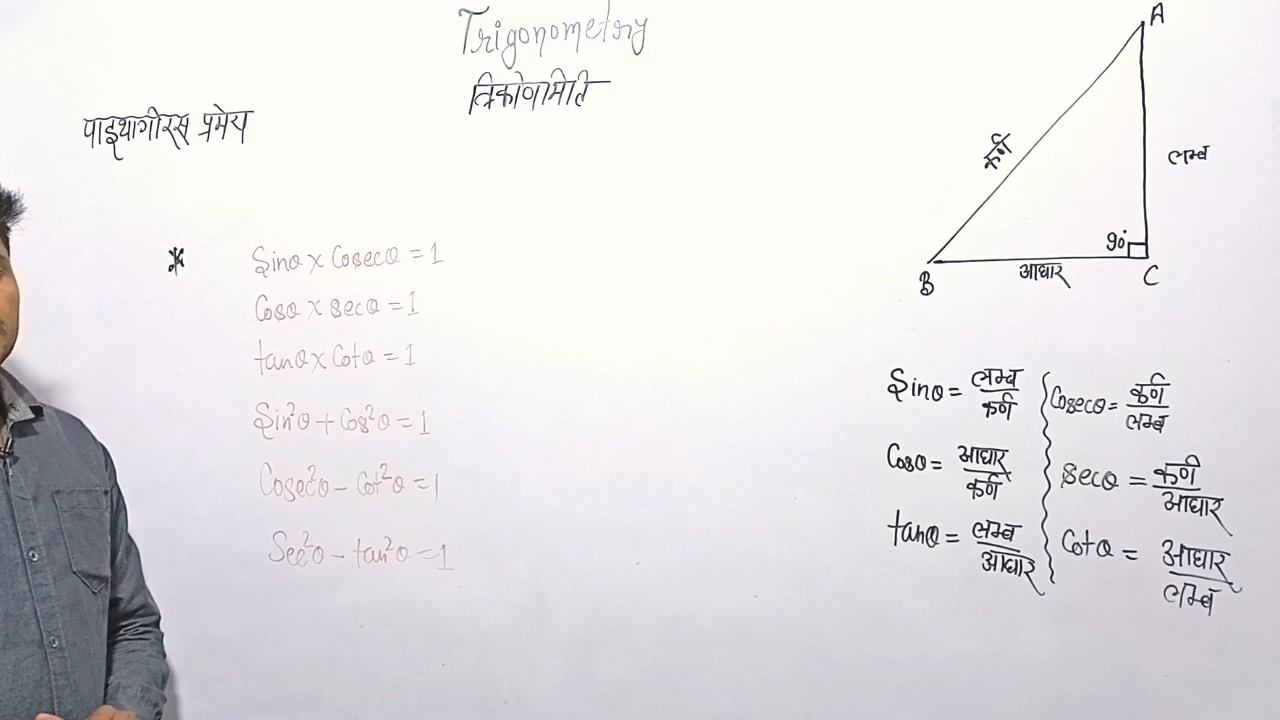 Trigonometry
त्रिकोणमिति
पाइथागोरस प्रमेय
* Sinθ x Cosecθ = 1
Cosθ x secθ = 1
tanθ x Cotθ = 1
Sin²θ + Cos²θ = 1
Cosec²θ - Cot²θ = 1
Sec²θ - tan²θ = 1
A
कर्ण
लम्ब
90°
B
आधार
C
Sinθ = लम्ब/कर्ण
Cosecθ = कर्ण/लम्ब
Cosθ = आधार/कर्ण
secθ = कर्ण/आधार
tanθ = लम्ब/आधार
Cotθ = आधार/लम्ब